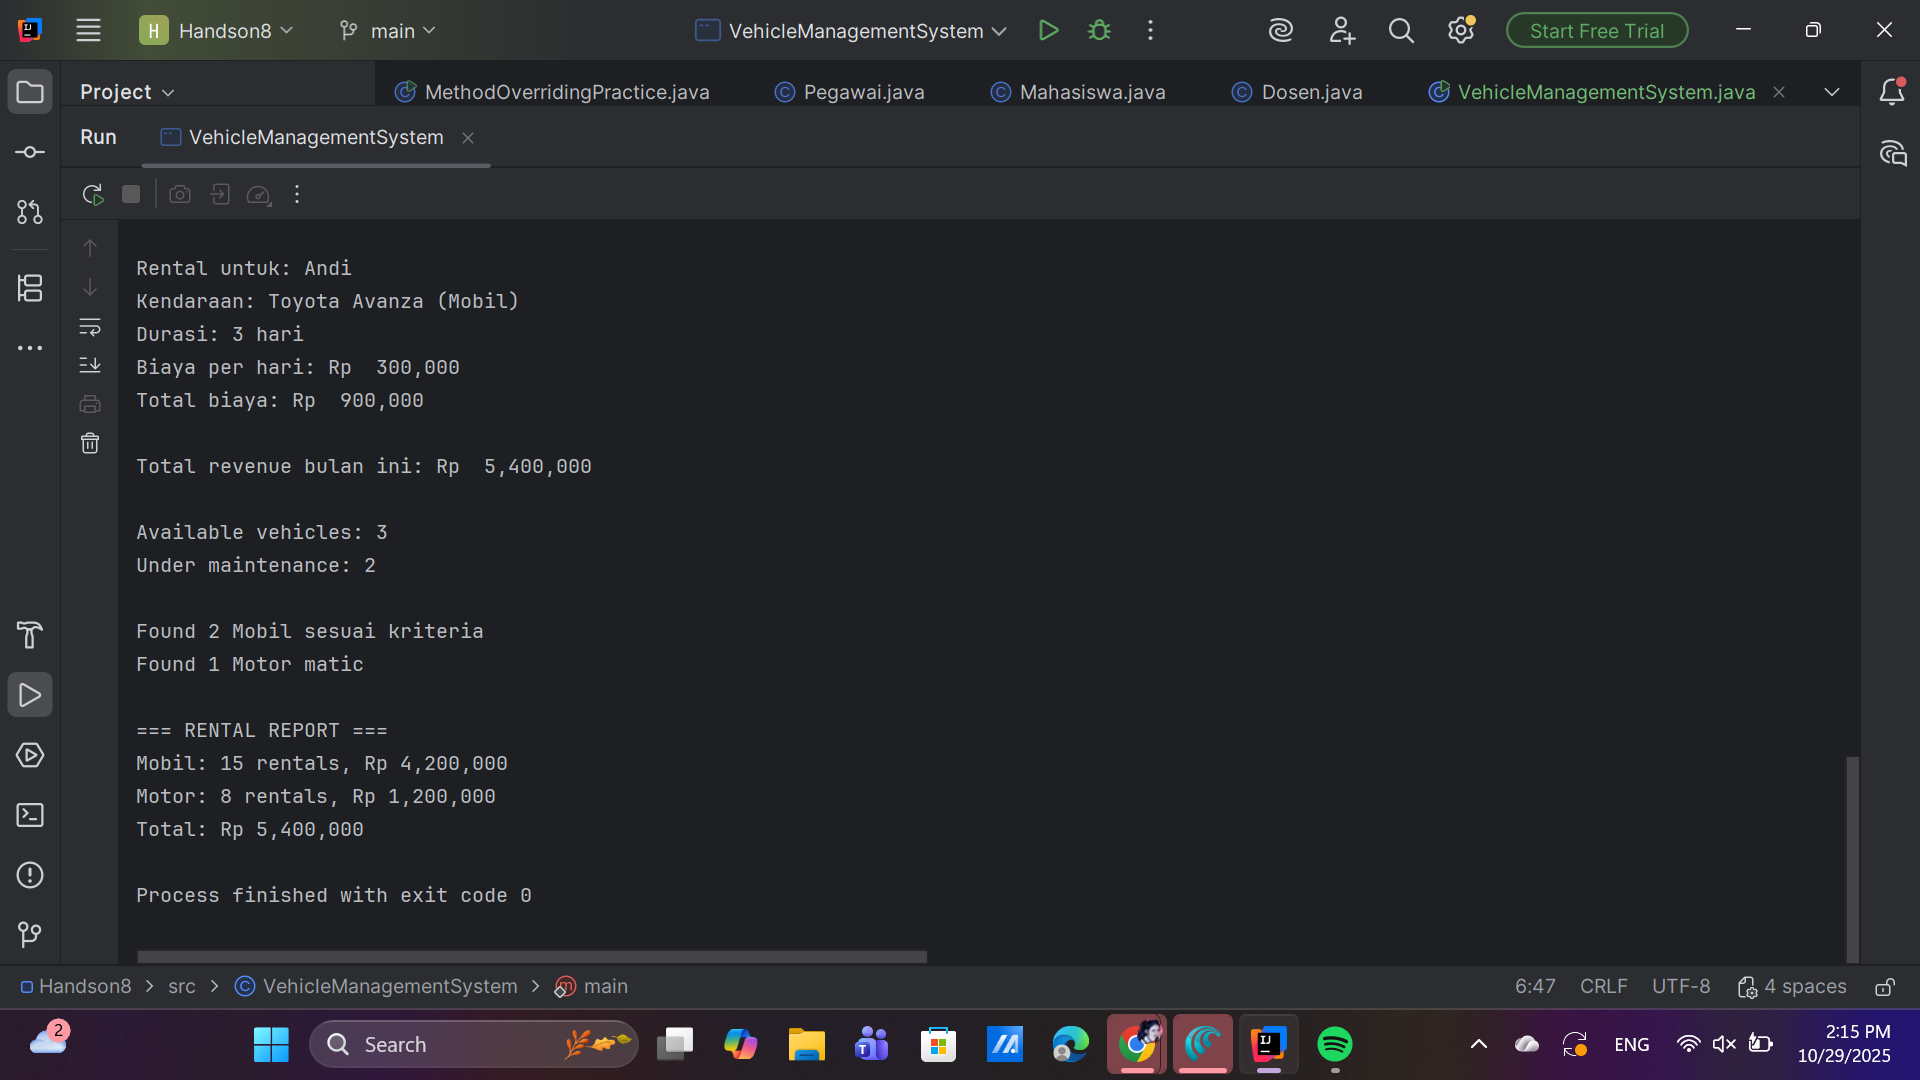 H Handson8 main VehicleManagementSystem Start Free Trial
Project MethodOverridingPractice.java Pegawai.java Mahasiswa.java Dosen.java VehicleManagementSystem.java
Run VehicleManagementSystem
Rental untuk: Andi
Kendaraan: Toyota Avanza (Mobil)
Durasi: 3 hari
Biaya per hari: Rp  300,000
Total biaya: Rp  900,000
Total revenue bulan ini: Rp  5,400,000
Available vehicles: 3
Under maintenance: 2
Found 2 Mobil sesuai kriteria
Found 1 Motor matic
=== RENTAL REPORT ===
Mobil: 15 rentals, Rp 4,200,000
Motor: 8 rentals, Rp 1,200,000
Total: Rp 5,400,000
Process finished with exit code 0
Handson8 > src > VehicleManagementSystem > main 6:47 CRLF UTF-8 4 spaces
2 Search ENG 2:15 PM
10/29/2025